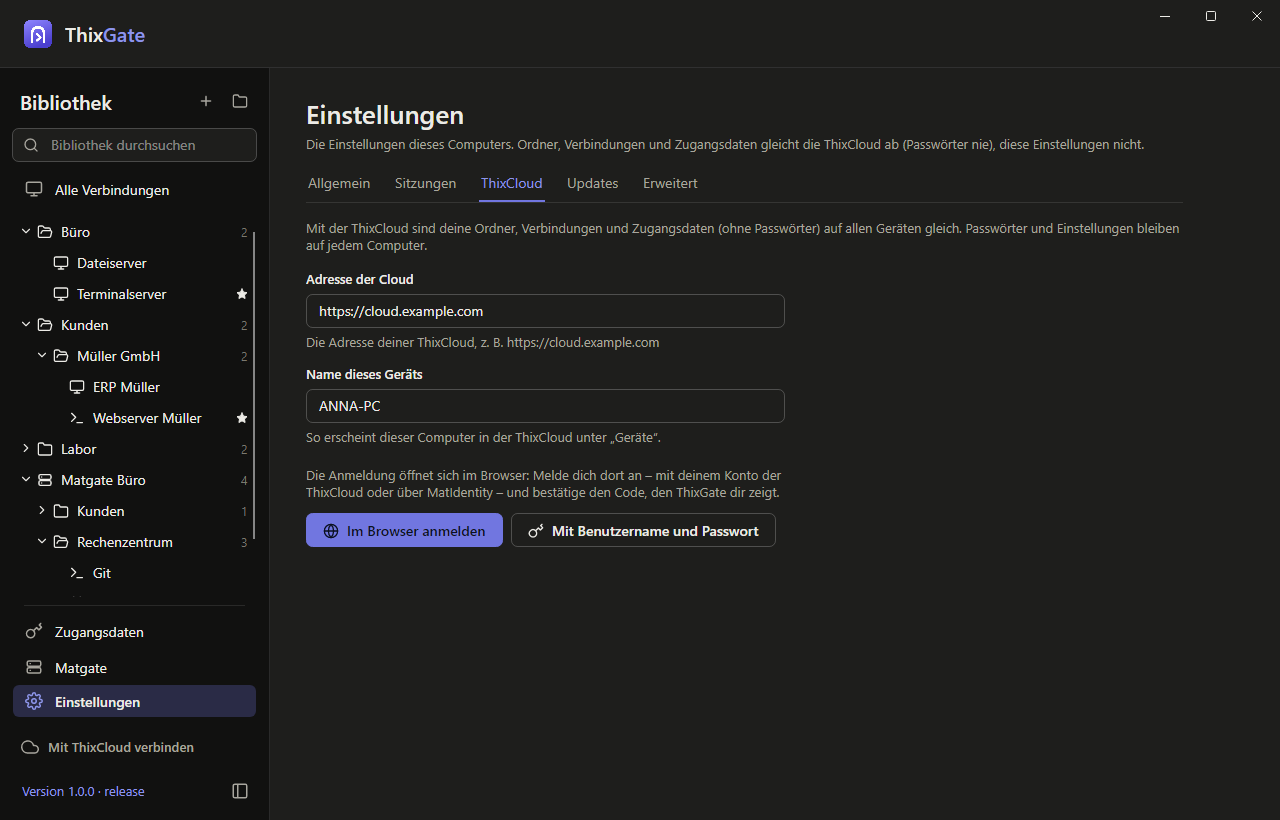 ThixGate
Bibliothek
Bibliothek durchsuchen
Alle Verbindungen
Büro 2
Dateiserver
Terminalserver
Kunden 2
Müller GmbH 2
ERP Müller
Webserver Müller
Labor 2
Matgate Büro 4
Kunden 1
Rechenzentrum 3
Git
Zugangsdaten
Matgate
Einstellungen
Mit ThixCloud verbinden
Version 1.0.0 · release
Einstellungen
Die Einstellungen dieses Computers. Ordner, Verbindungen und Zugangsdaten gleicht die ThixCloud ab (Passwörter nie), diese Einstellungen nicht.
Allgemein Sitzungen ThixCloud Updates Erweitert
Mit der ThixCloud sind deine Ordner, Verbindungen und Zugangsdaten (ohne Passwörter) auf allen Geräten gleich. Passwörter und Einstellungen bleiben
auf jedem Computer.
Adresse der Cloud
https://cloud.example.com
Die Adresse deiner ThixCloud, z. B. https://cloud.example.com
Name dieses Geräts
ANNA-PC
So erscheint dieser Computer in der ThixCloud unter „Geräte“.
Die Anmeldung öffnet sich im Browser: Melde dich dort an – mit deinem Konto der
ThixCloud oder über MatIdentity – und bestätige den Code, den ThixGate dir zeigt.
Im Browser anmelden
Mit Benutzername und Passwort